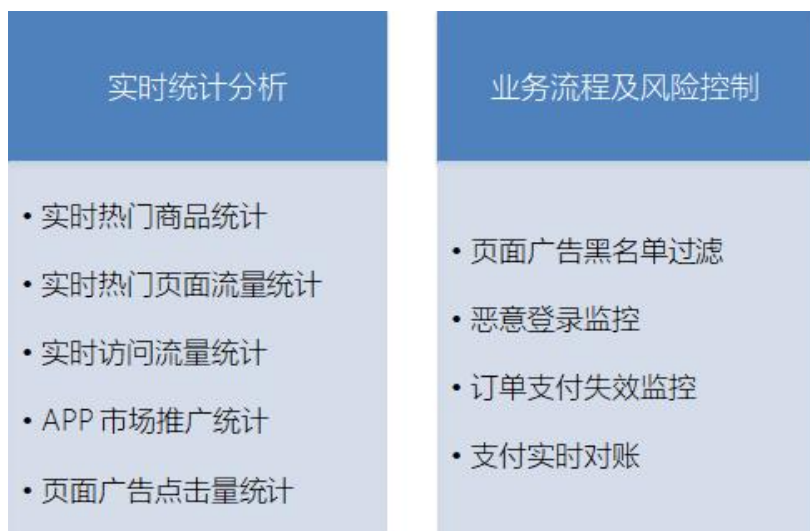 实时统计分析
• 实时热门商品统计
• 实时热门页面流量统计
• 实时访问流量统计
• APP 市场推广统计
• 页面广告点击量统计
业务流程及风险控制
• 页面广告黑名单过滤
• 恶意登录监控
• 订单支付失效监控
• 支付实时对账